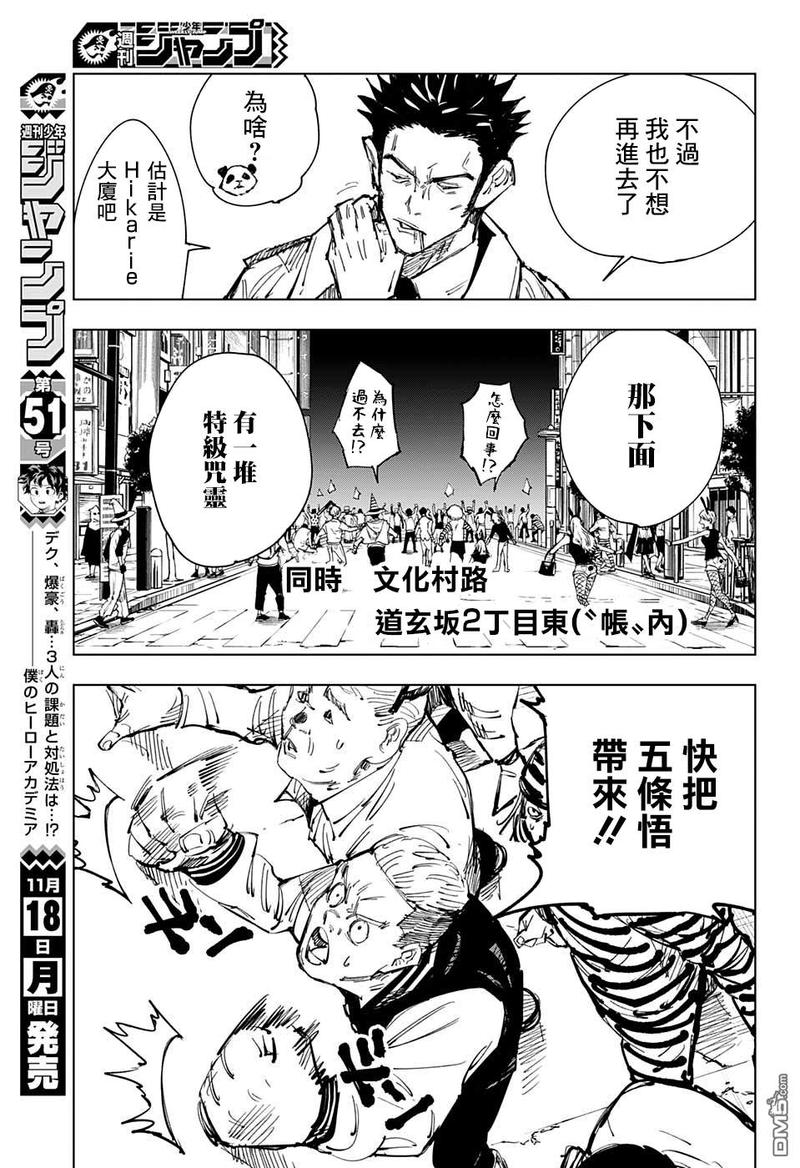 週刊
少年
ジャンプ
不過
我也不想
再進去了
為啥？
估計是
Hikarie
大廈吧
那下面
怎麼回事!?
為什麼
過不去!?
有一堆
特級咒靈
同時　文化村路
道玄坂2丁目東(〝帳〟內)
快把
五條悟
帶來!!
週刊少年
ジャンプ
第
51
号
デク、爆豪、轟…3人の課題と対処法は…!?
僕のヒーローアカデミア
11月
18
日
月
曜日
発売
DM5.com